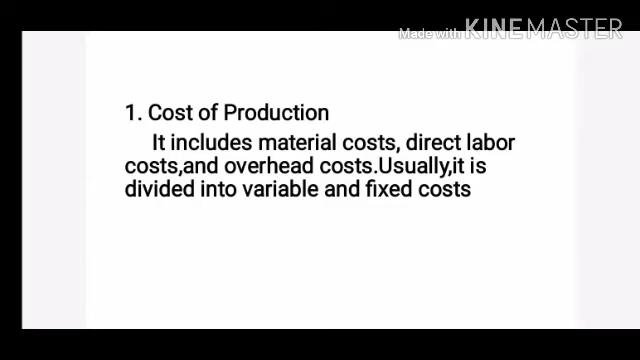 Made with KINEMASTER
1. Cost of Production
It includes material costs, direct labor
costs,and overhead costs.Usually,it is
divided into variable and fixed costs